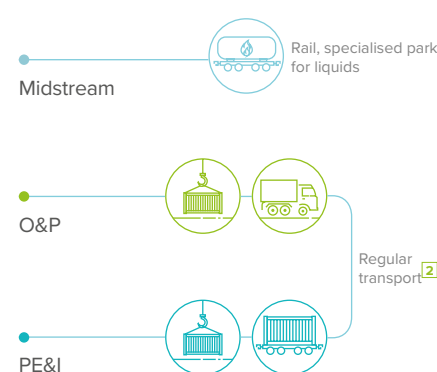 Rail, specialised park
for liquids
Midstream
O&P
Regular
transport 2
PE&I